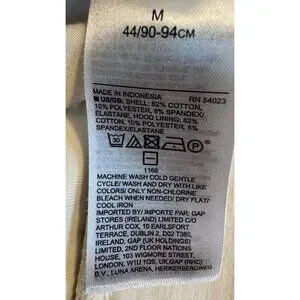 M
44/90-94CM
MADE IN INDONESIA RN 54023
US/GB: SHELL: 82% COTTON,
10% POLYESTER, 8% SPANDEX/
ELASTANE, HOOD LINING: 82%
COTTON, 10% POLYESTER, 8%
SPANDEX/ELASTANE
30
P
1166
MACHINE WASH COLD GENTLE
CYCLE/ WASH AND DRY WITH LIKE
COLORS/ ONLY NON-CHLORINE
BLEACH WHEN NEEDED/ DRY FLAT/
COOL IRON
IMPORTED BY/ IMPORTE PAR: GAP
STORES (IRELAND) LIMITED C/O
ARTHUR COX, 10 EARLSFORT
TERRACE, DUBLIN 2, D02 T380,
IRELAND, GAP (UK HOLDINGS)
LIMITED, 2ND FLOOR NATIONS
HOUSE, 103 WIGMORE STREET,
LONDON, W1U 1QS, UK,GAP (RHC)
B.V., LUNA ARENA, HERIKERBERGWEG